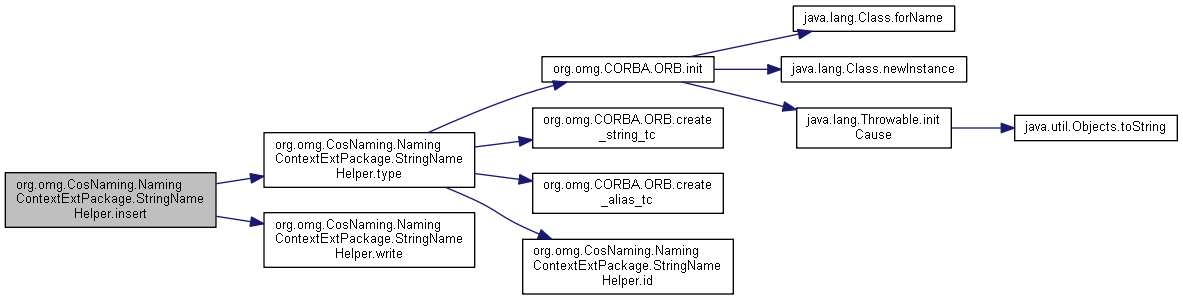 org.omg.CosNaming.Naming
ContextExtPackage.StringName
Helper.insert
org.omg.CosNaming.Naming
ContextExtPackage.StringName
Helper.type
org.omg.CosNaming.Naming
ContextExtPackage.StringName
Helper.write
org.omg.CORBA.ORB.init
org.omg.CORBA.ORB.create
_string_tc
org.omg.CORBA.ORB.create
_alias_tc
org.omg.CosNaming.Naming
ContextExtPackage.StringName
Helper.id
java.lang.Class.forName
java.lang.Class.newInstance
java.lang.Throwable.init
Cause
java.util.Objects.toString